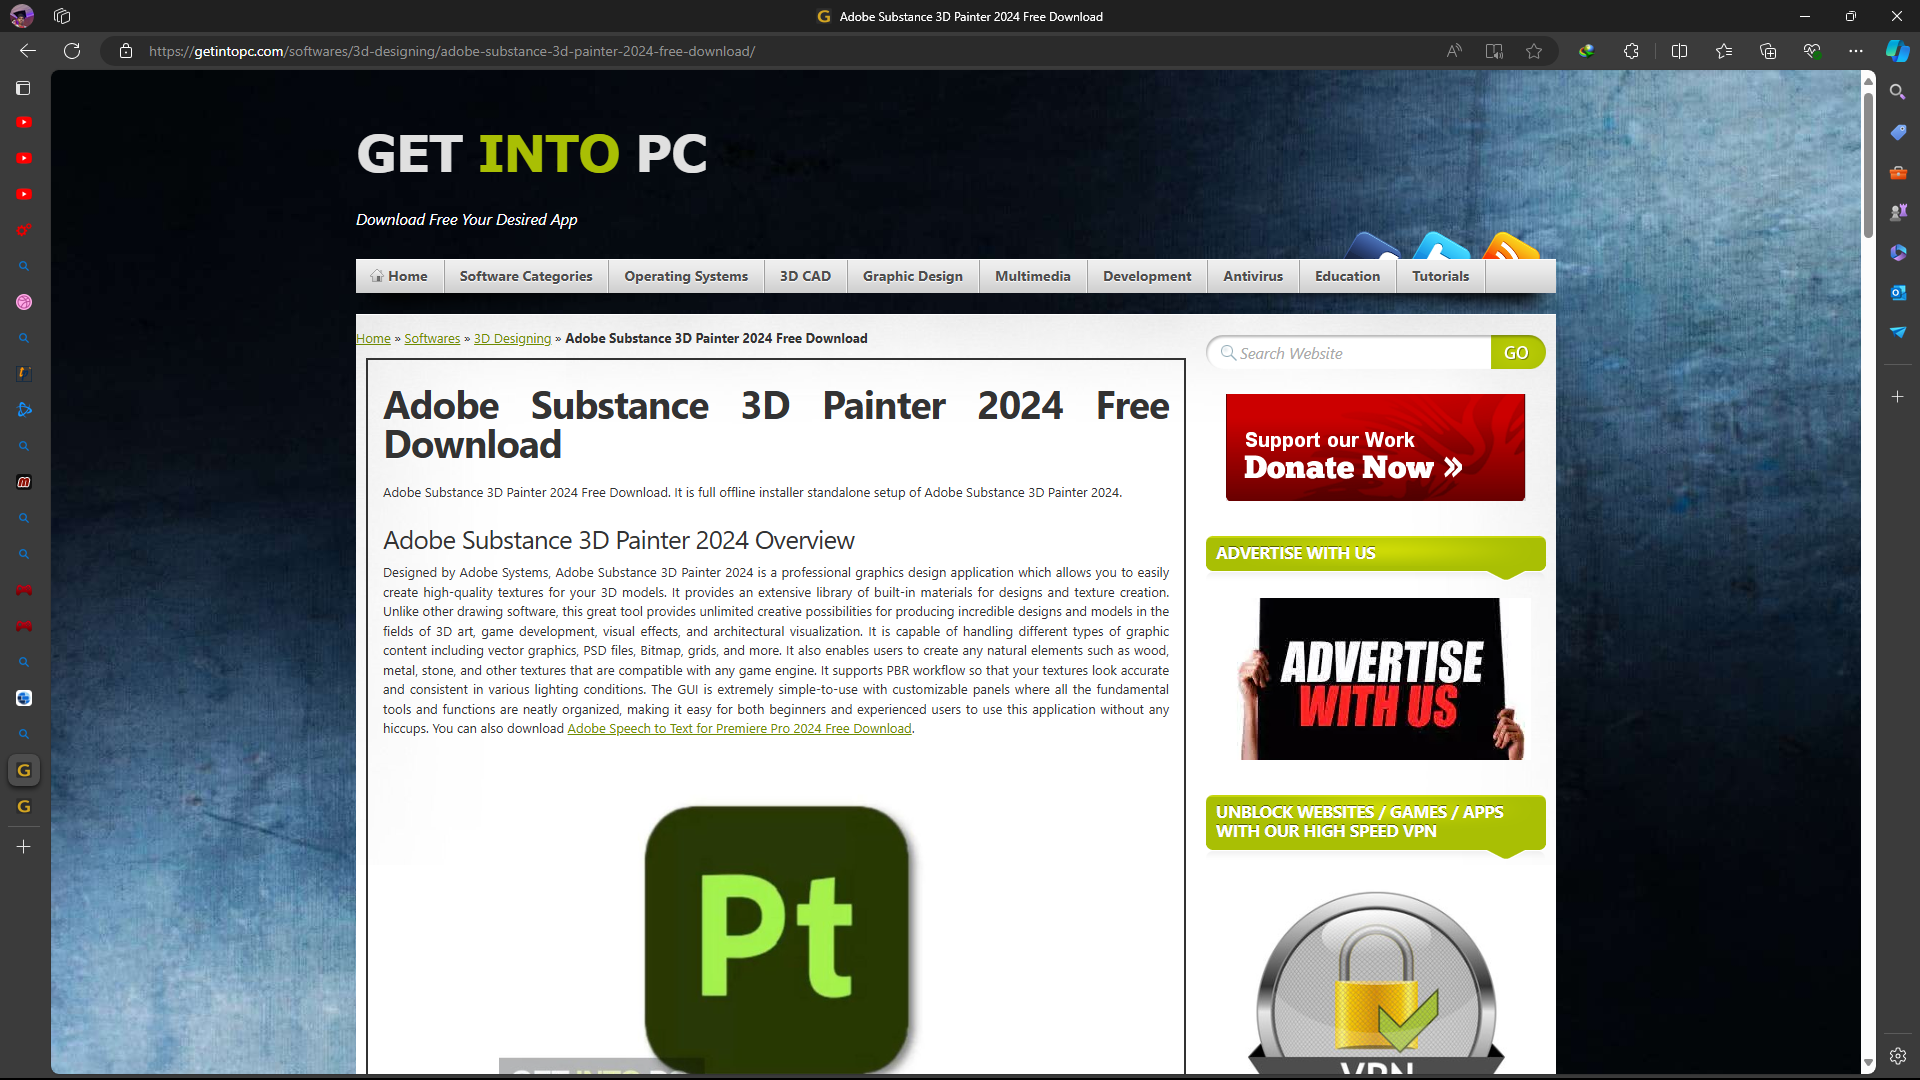 Adobe Substance 3D Painter 2024 Free Download
https://getintopc.com/softwares/3d-designing/adobe-substance-3d-painter-2024-free-download/
GET INTO PC
Download Free Your Desired App
Home Software Categories Operating Systems 3D CAD Graphic Design Multimedia Development Antivirus Education Tutorials
Home » Softwares » 3D Designing » Adobe Substance 3D Painter 2024 Free Download
Adobe Substance 3D Painter 2024 Free
Download
Adobe Substance 3D Painter 2024 Free Download. It is full offline installer standalone setup of Adobe Substance 3D Painter 2024.
Adobe Substance 3D Painter 2024 Overview
Designed by Adobe Systems, Adobe Substance 3D Painter 2024 is a professional graphics design application which allows you to easily
create high-quality textures for your 3D models. It provides an extensive library of built-in materials for designs and texture creation.
Unlike other drawing software, this great tool provides unlimited creative possibilities for producing incredible designs and models in the
fields of 3D art, game development, visual effects, and architectural visualization. It is capable of handling different types of graphic
content including vector graphics, PSD files, Bitmap, grids, and more. It also enables users to create any natural elements such as wood,
metal, stone, and other textures that are compatible with any game engine. It supports PBR workflow so that your textures look accurate
and consistent in various lighting conditions. The GUI is extremely simple-to-use with customizable panels where all the fundamental
tools and functions are neatly organized, making it easy for both beginners and experienced users to use this application without any
hiccups. You can also download Adobe Speech to Text for Premiere Pro 2024 Free Download.
Pt
GET INTO PC
Search Website GO
Support our Work
Donate Now »
ADVERTISE WITH US
ADVERTISE
WITH US
UNBLOCK WEBSITES / GAMES / APPS
WITH OUR HIGH SPEED VPN
VPN